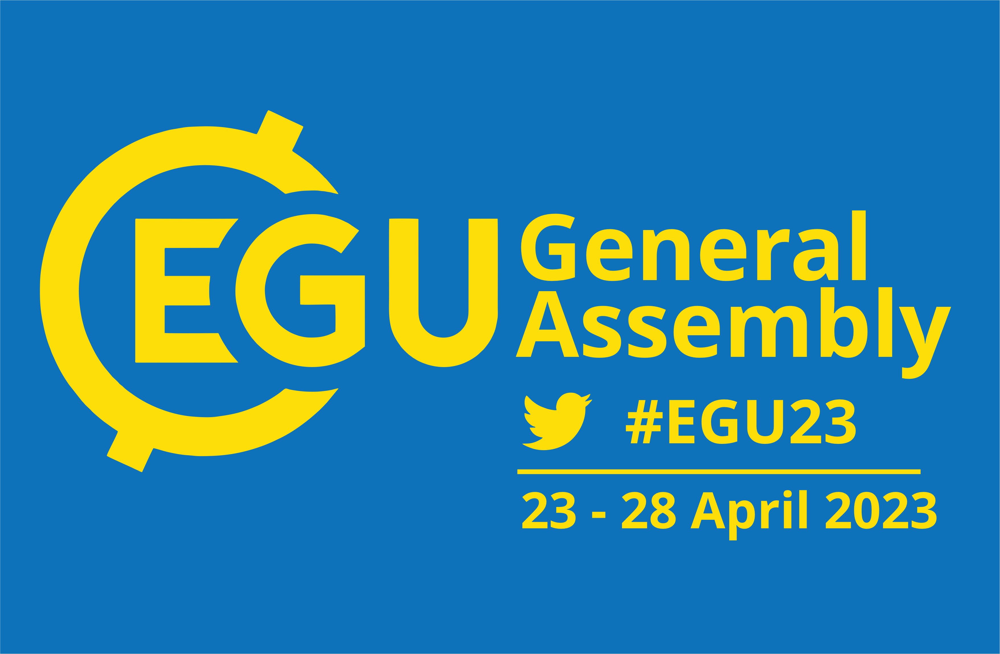 EGU
General
Assembly
#EGU23
23 - 28 April 2023